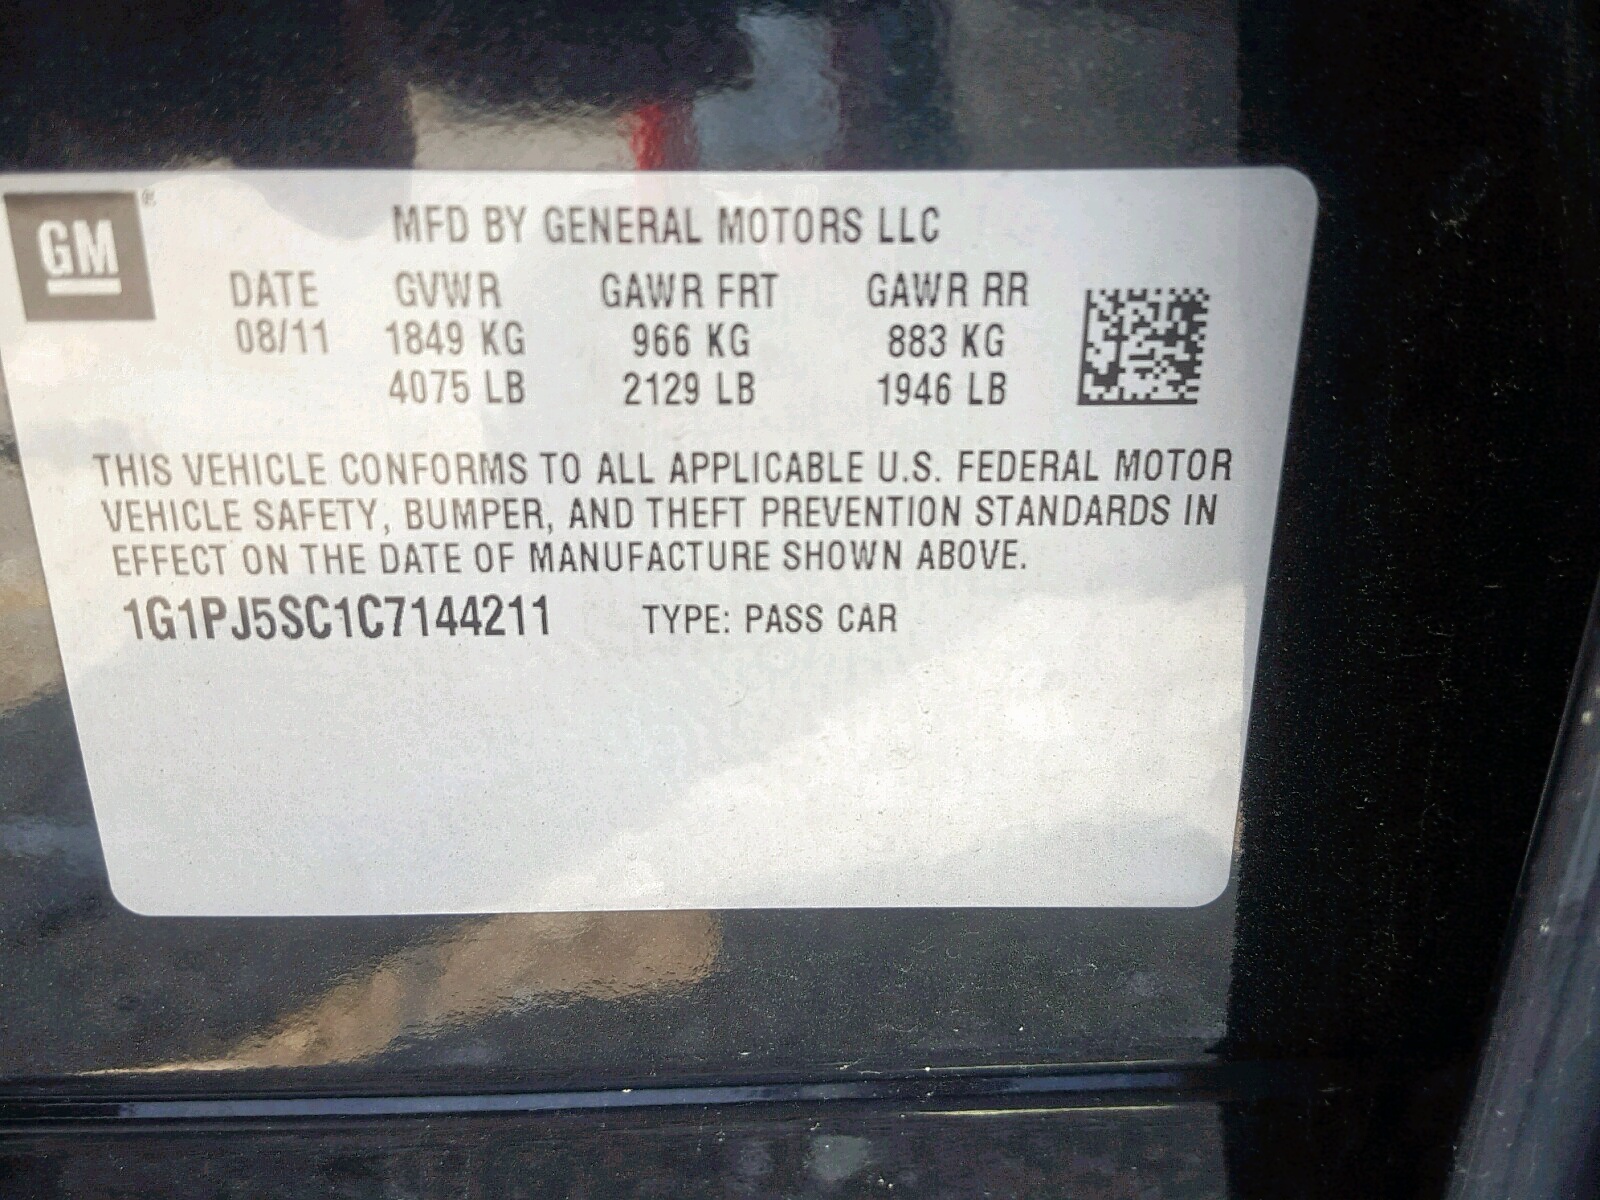 GM ®
MFD BY GENERAL MOTORS LLC
DATE GVWR GAWR FRT GAWR RR
08/11 1849 KG 966 KG 883 KG
4075 LB 2129 LB 1946 LB
THIS VEHICLE CONFORMS TO ALL APPLICABLE U.S. FEDERAL MOTOR
VEHICLE SAFETY, BUMPER, AND THEFT PREVENTION STANDARDS IN
EFFECT ON THE DATE OF MANUFACTURE SHOWN ABOVE.
1G1PJ5SC1C7144211 TYPE: PASS CAR